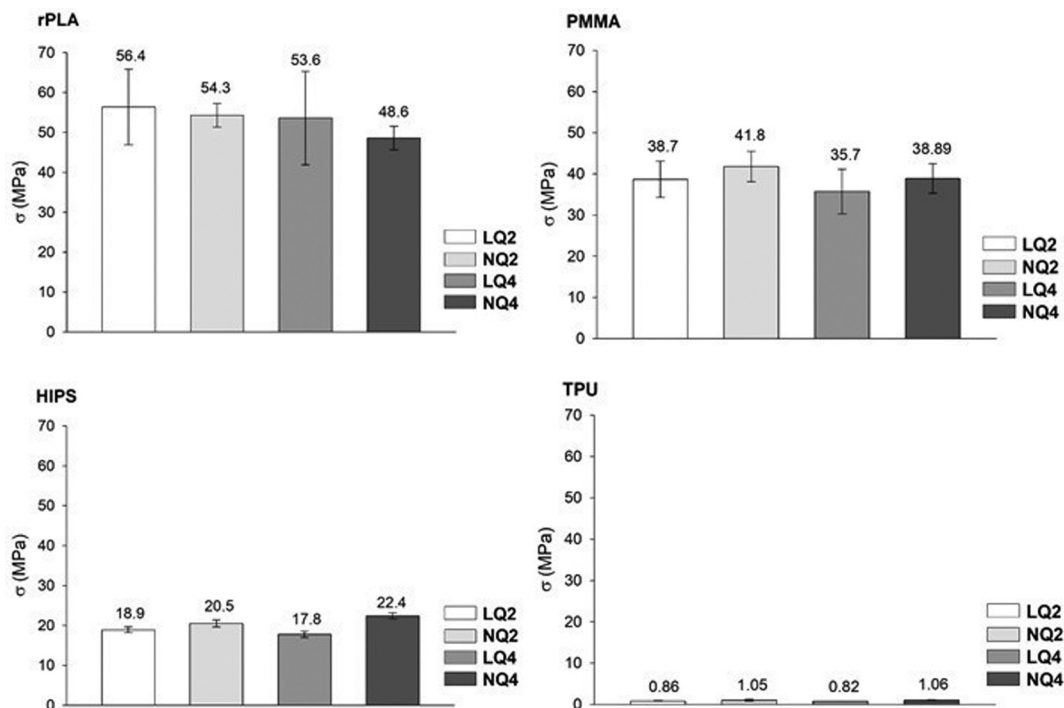 rPLA
70
60
50
40
30
20
10
0
σ (MPa)
56.4
54.3
53.6
48.6
LQ2
NQ2
LQ4
NQ4
PMMA
70
60
50
40
30
20
10
0
σ (MPa)
38.7
41.8
35.7
38.89
LQ2
NQ2
LQ4
NQ4
HIPS
70
60
50
40
30
20
10
0
σ (MPa)
18.9
20.5
17.8
22.4
LQ2
NQ2
LQ4
NQ4
TPU
70
60
50
40
30
20
10
0
σ (MPa)
0.86
1.05
0.82
1.06
LQ2
NQ2
LQ4
NQ4